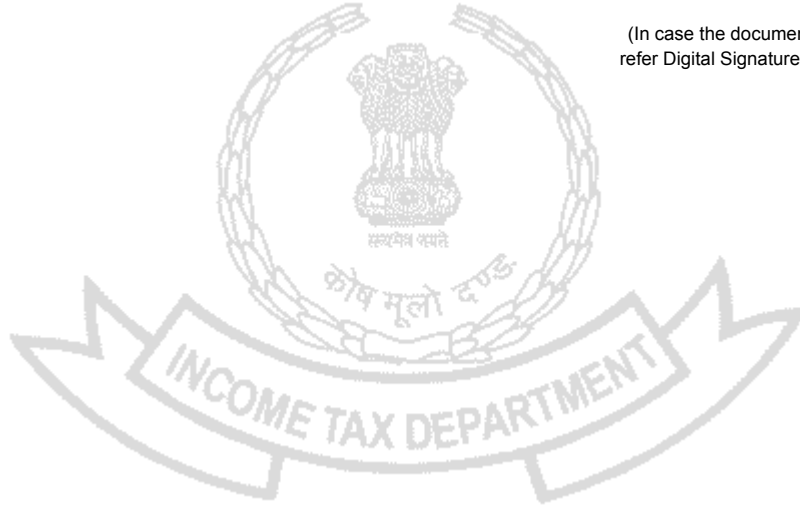 (In case the documen
refer Digital Signature
सत्यमेव जयते
कोष मूलो दण्ड:
INCOME TAX DEPARTMENT